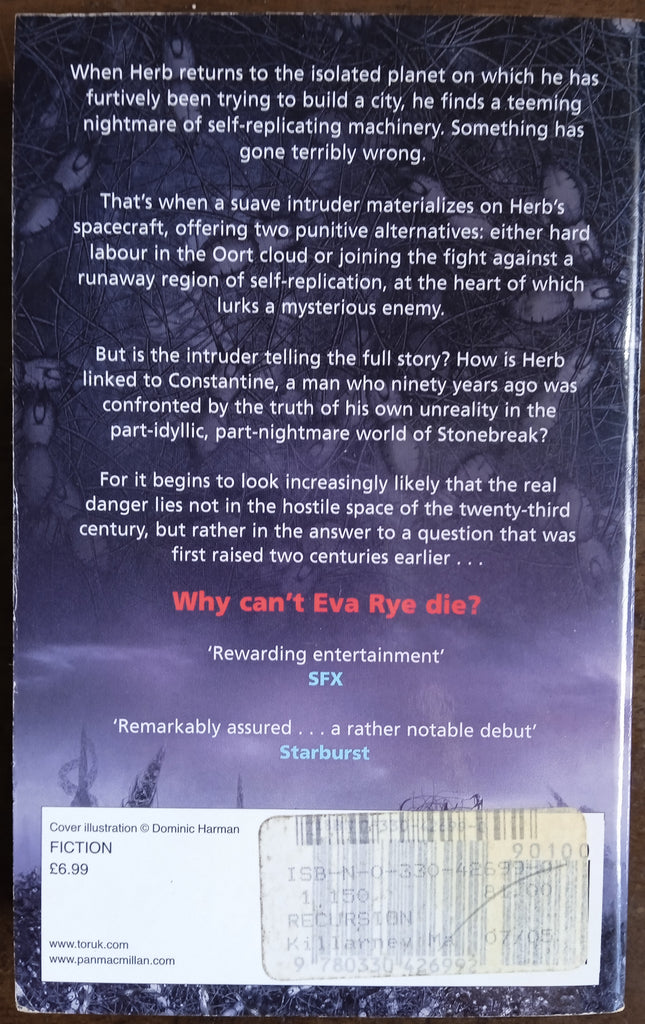 When Herb returns to the isolated planet on which he has
furtively been trying to build a city, he finds a teeming
nightmare of self-replicating machinery. Something has
gone terribly wrong.
That's when a suave intruder materializes on Herb's
spacecraft, offering two punitive alternatives: either hard
labour in the Oort cloud or joining the fight against a
runaway region of self-replication, at the heart of which
lurks a mysterious enemy.
But is the intruder telling the full story? How is Herb
linked to Constantine, a man who ninety years ago was
confronted by the truth of his own unreality in the
part-idyllic, part-nightmare world of Stonebreak?
For it begins to look increasingly likely that the real
danger lies not in the hostile space of the twenty-third
century, but rather in the answer to a question that was
first raised two centuries earlier . . .
Why can't Eva Rye die?
'Rewarding entertainment'
SFX
'Remarkably assured . . . a rather notable debut'
Starburst
Cover illustration © Dominic Harman
FICTION
£6.99
www.toruk.com
www.panmacmillan.com
90100
ISB-N-0-330-42699-
1,150
RECURSION
Killarney 07/05
9 780330 426992